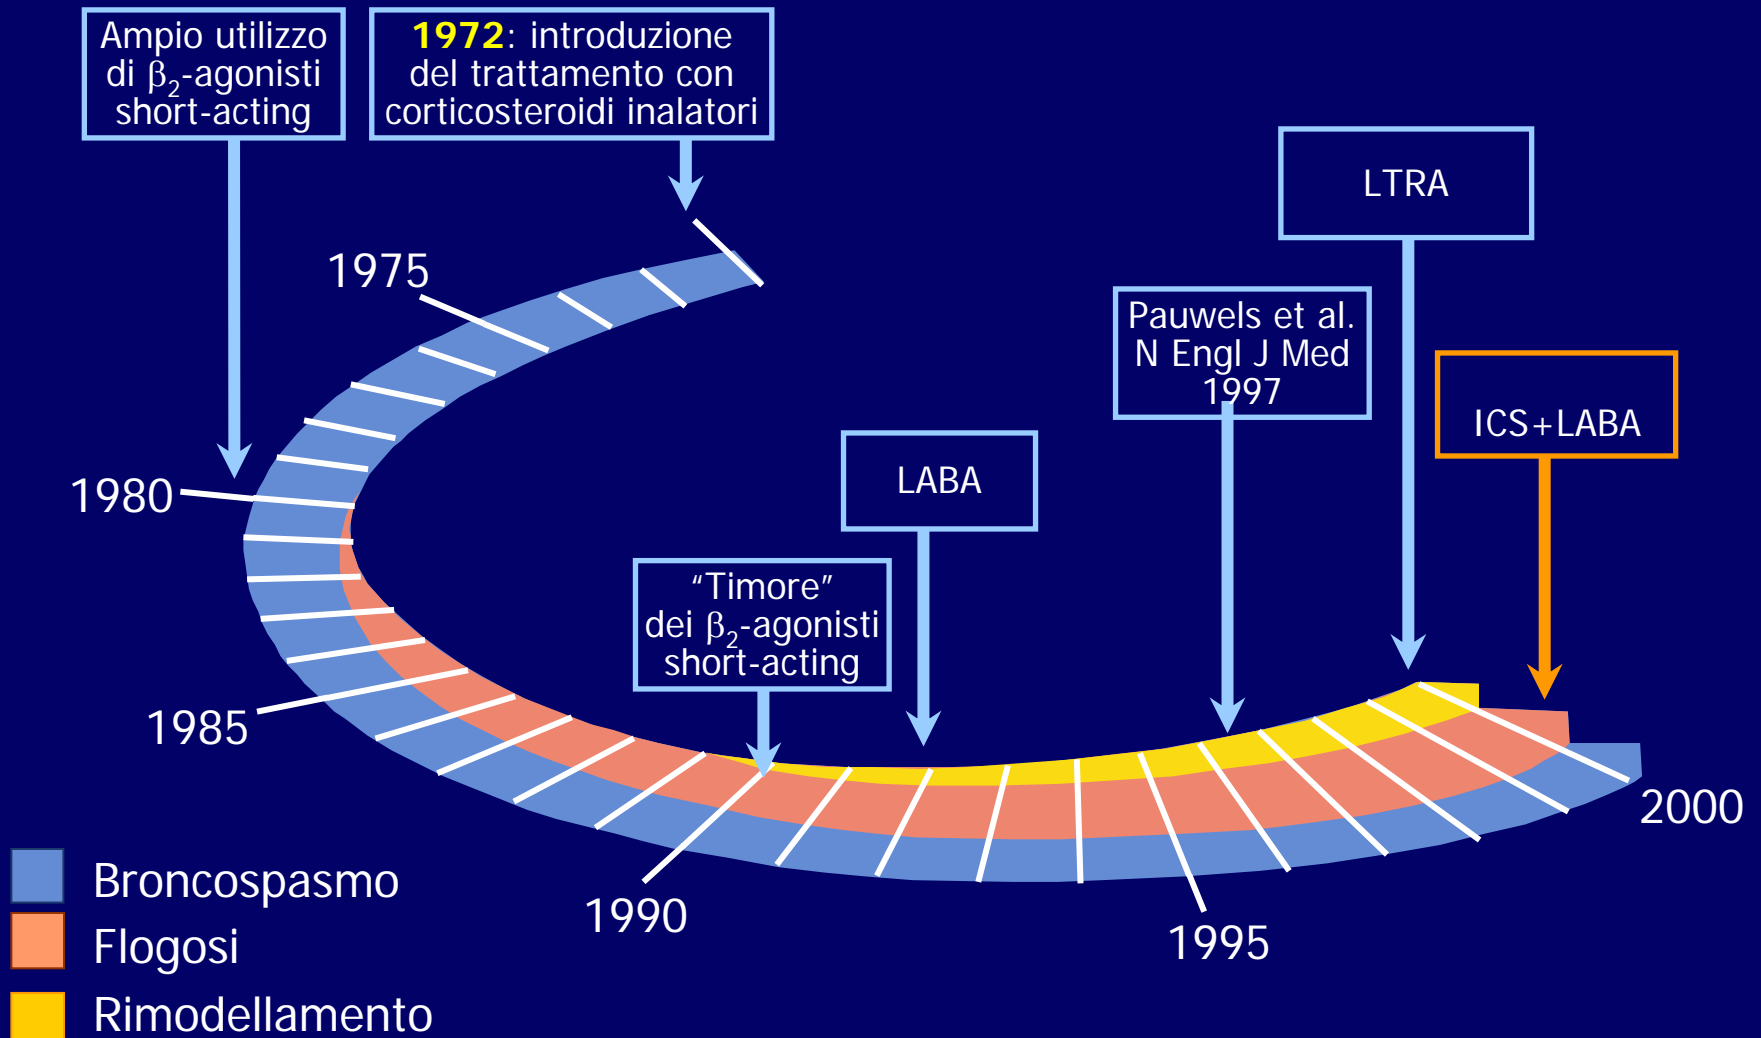 Ampio utilizzo
di β₂-agonisti
short-acting
1972: introduzione
del trattamento con
corticosteroidi inalatori
LTRA
1975
Pauwels et al.
N Engl J Med
1997
ICS+LABA
LABA
1980
“Timore”
dei β₂-agonisti
short-acting
1985
2000
1990
1995
Broncospasmo
Flogosi
Rimodellamento